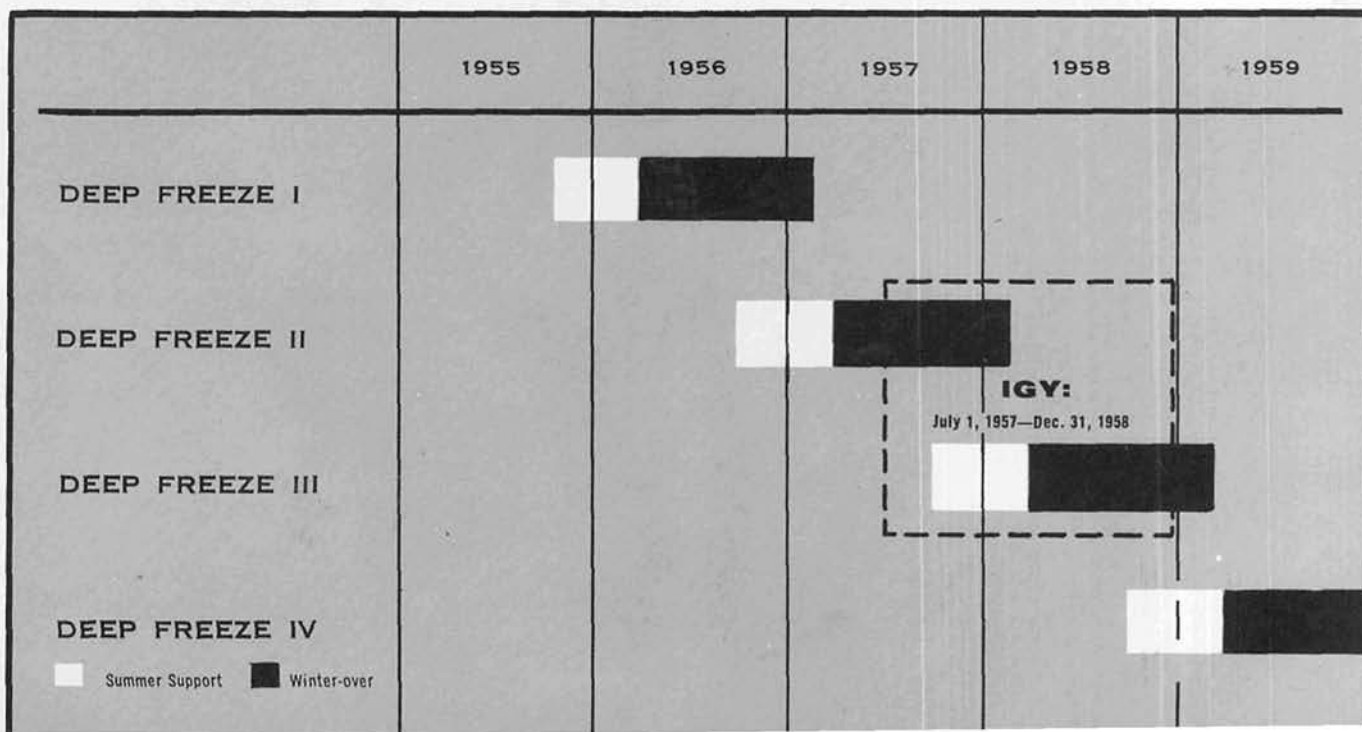 1955 1956 1957 1958 1959
DEEP FREEZE I
DEEP FREEZE II
IGY:
July 1, 1957—Dec. 31, 1958
DEEP FREEZE III
DEEP FREEZE IV
Summer Support Winter-over